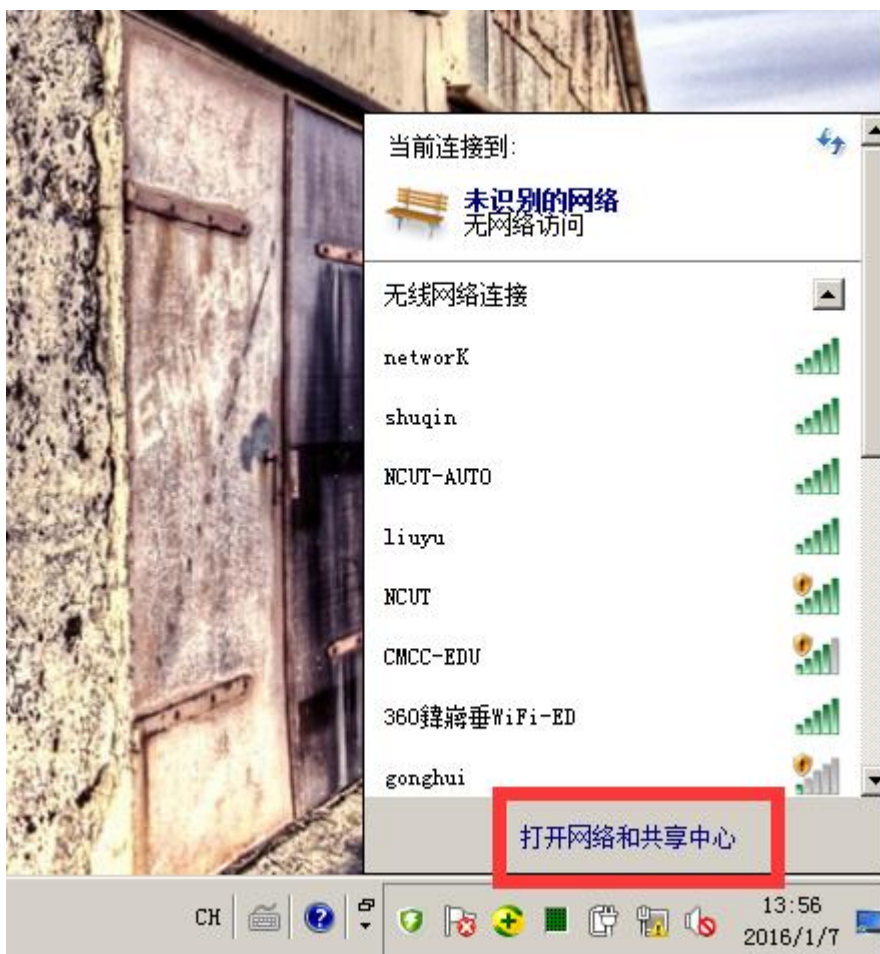 当前连接到:
未识别的网络
无网络访问
无线网络连接
networK
shuqin
NCUT-AUTO
liuyu
NCUT
CMCC-EDU
360鍏嶈垂WiFi-ED
gonghui
打开网络和共享中心
CH
13:56
2016/1/7